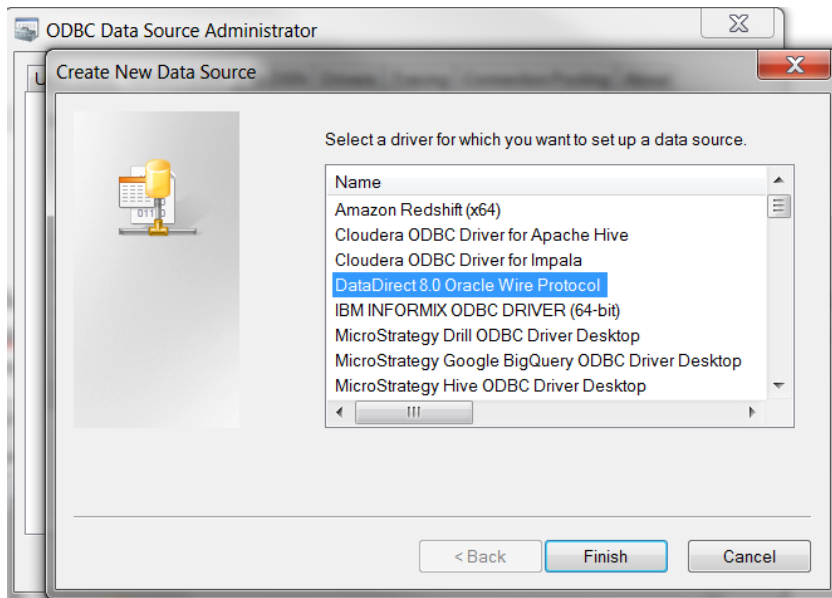 ODBC Data Source Administrator
Create New Data Source
Select a driver for which you want to set up a data source.
Name
Amazon Redshift (x64)
Cloudera ODBC Driver for Apache Hive
Cloudera ODBC Driver for Impala
DataDirect 8.0 Oracle Wire Protocol
IBM INFORMIX ODBC DRIVER (64-bit)
MicroStrategy Drill ODBC Driver Desktop
MicroStrategy Google BigQuery ODBC Driver Desktop
MicroStrategy Hive ODBC Driver Desktop
< Back Finish Cancel